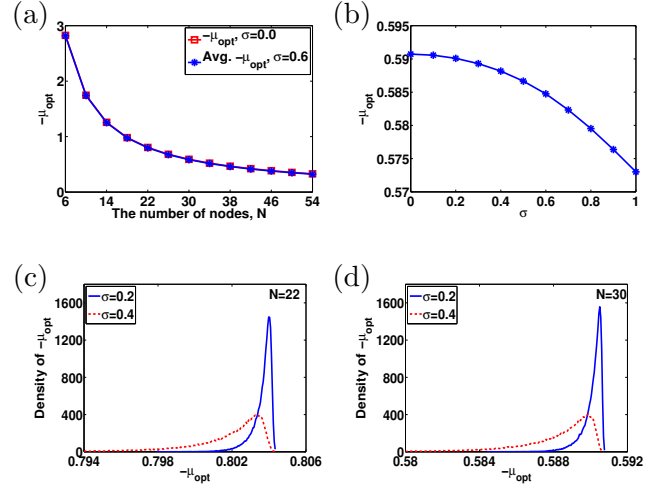 (a)
-μopt, σ=0.0
Avg. -μopt, σ=0.6
-μopt
3
2
1
0
6 14 22 30 38 46 54
The number of nodes, N
(b)
-μopt
0.595
0.59
0.585
0.58
0.575
0.57
0 0.2 0.4 0.6 0.8 1
σ
(c)
σ=0.2
σ=0.4
N=22
Density of -μopt
1600
1200
800
400
0
0.794 0.798 0.802 0.806
-μopt
(d)
σ=0.2
σ=0.4
N=30
Density of -μopt
1600
1200
800
400
0
0.58 0.584 0.588 0.592
-μopt